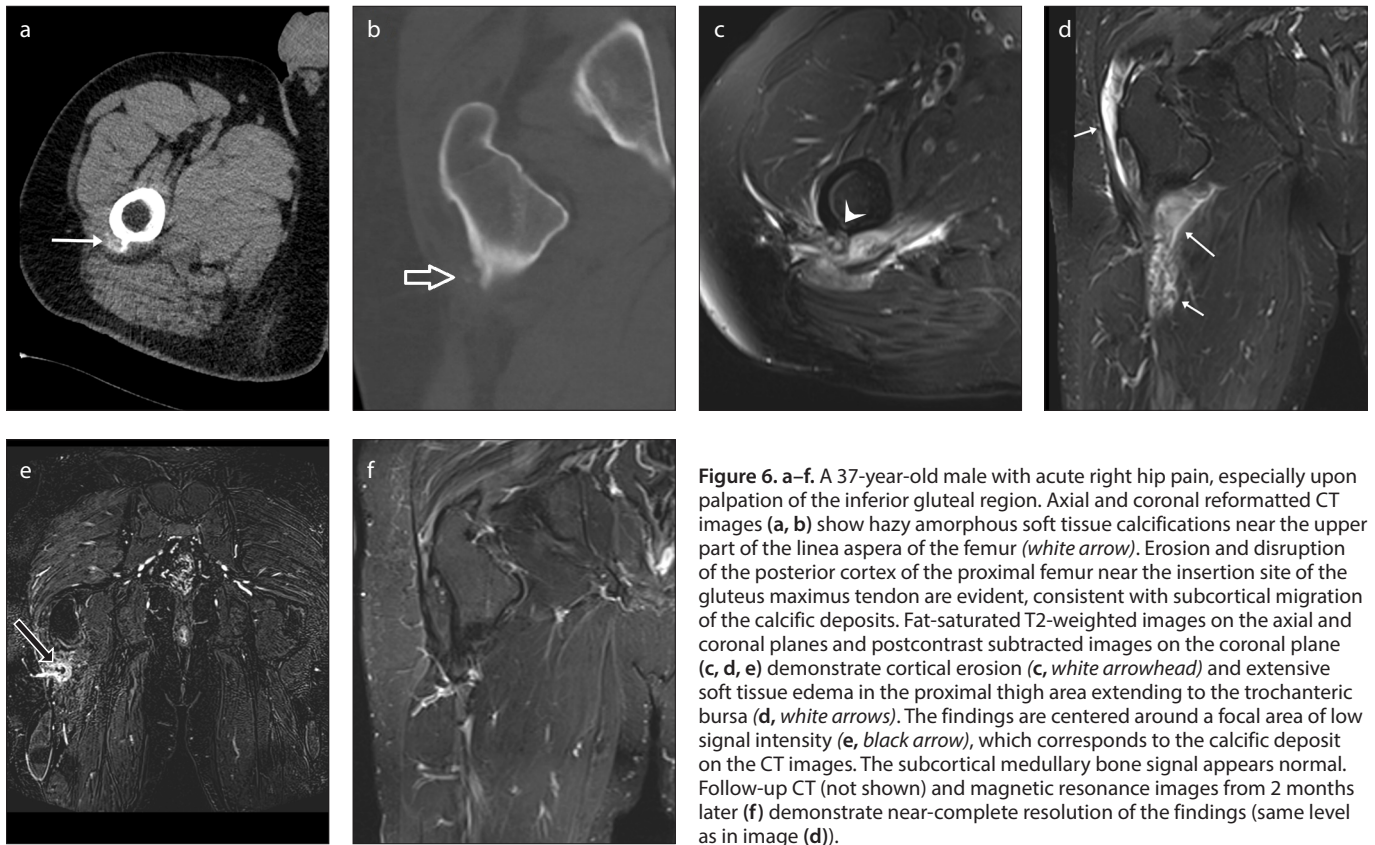 a
b
c
d
e
f
Figure 6. a–f. A 37-year-old male with acute right hip pain, especially upon
palpation of the inferior gluteal region. Axial and coronal reformatted CT
images (a, b) show hazy amorphous soft tissue calcifications near the upper
part of the linea aspera of the femur (white arrow). Erosion and disruption
of the posterior cortex of the proximal femur near the insertion site of the
gluteus maximus tendon are evident, consistent with subcortical migration
of the calcific deposits. Fat-saturated T2-weighted images on the axial and
coronal planes and postcontrast subtracted images on the coronal plane
(c, d, e) demonstrate cortical erosion (c, white arrowhead) and extensive
soft tissue edema in the proximal thigh area extending to the trochanteric
bursa (d, white arrows). The findings are centered around a focal area of low
signal intensity (e, black arrow), which corresponds to the calcific deposit
on the CT images. The subcortical medullary bone signal appears normal.
Follow-up CT (not shown) and magnetic resonance images from 2 months
later (f) demonstrate near-complete resolution of the findings (same level
as in image (d)).